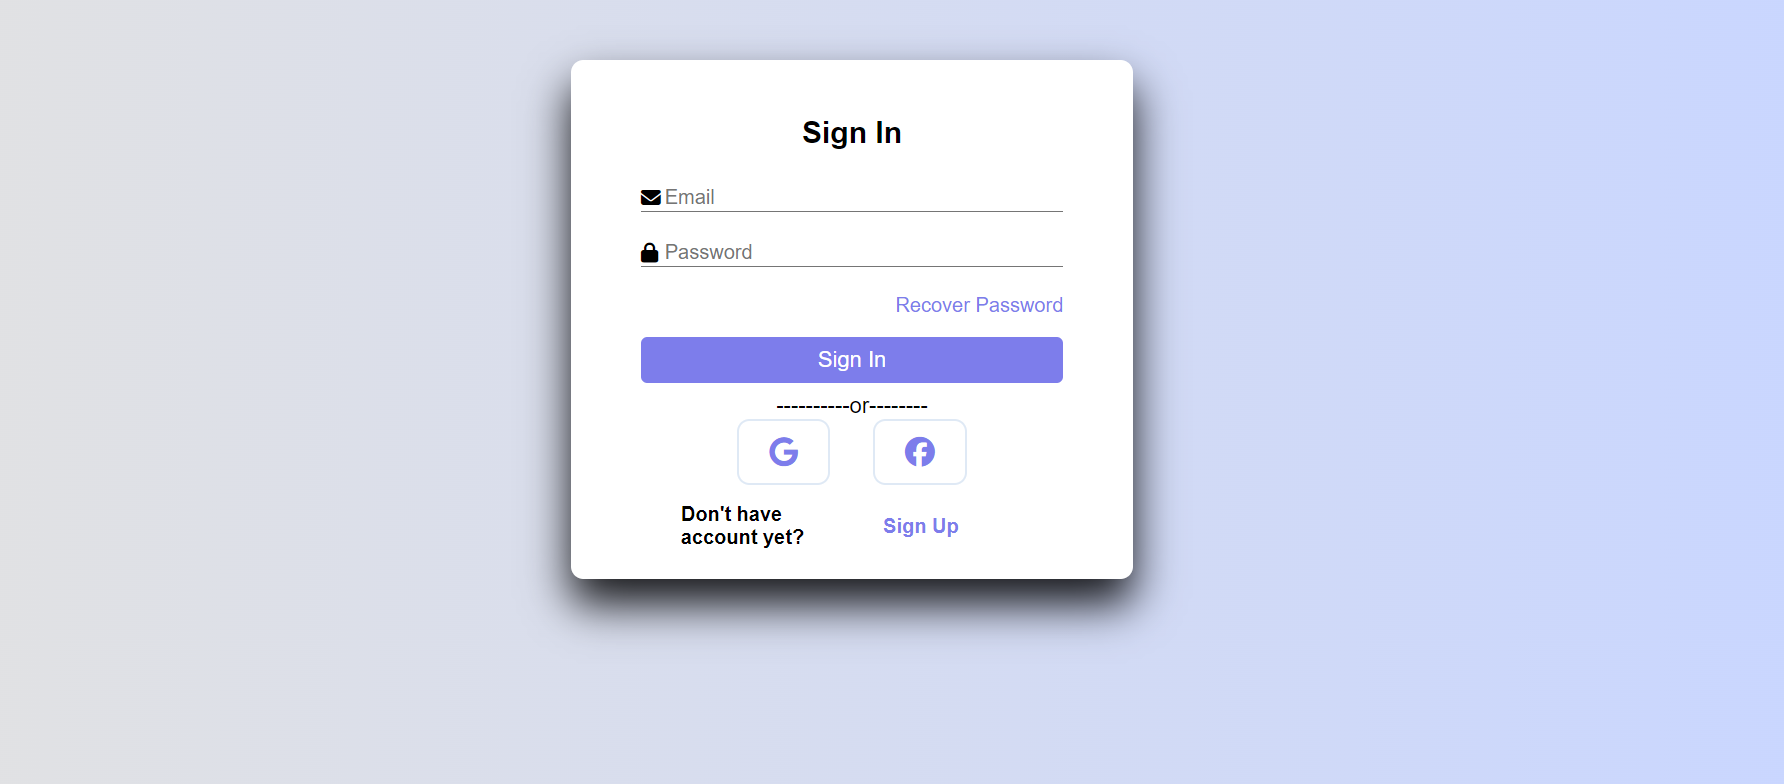 Sign In
Email
Password
Recover Password
Sign In
----------or--------
Don't have
account yet?
Sign Up